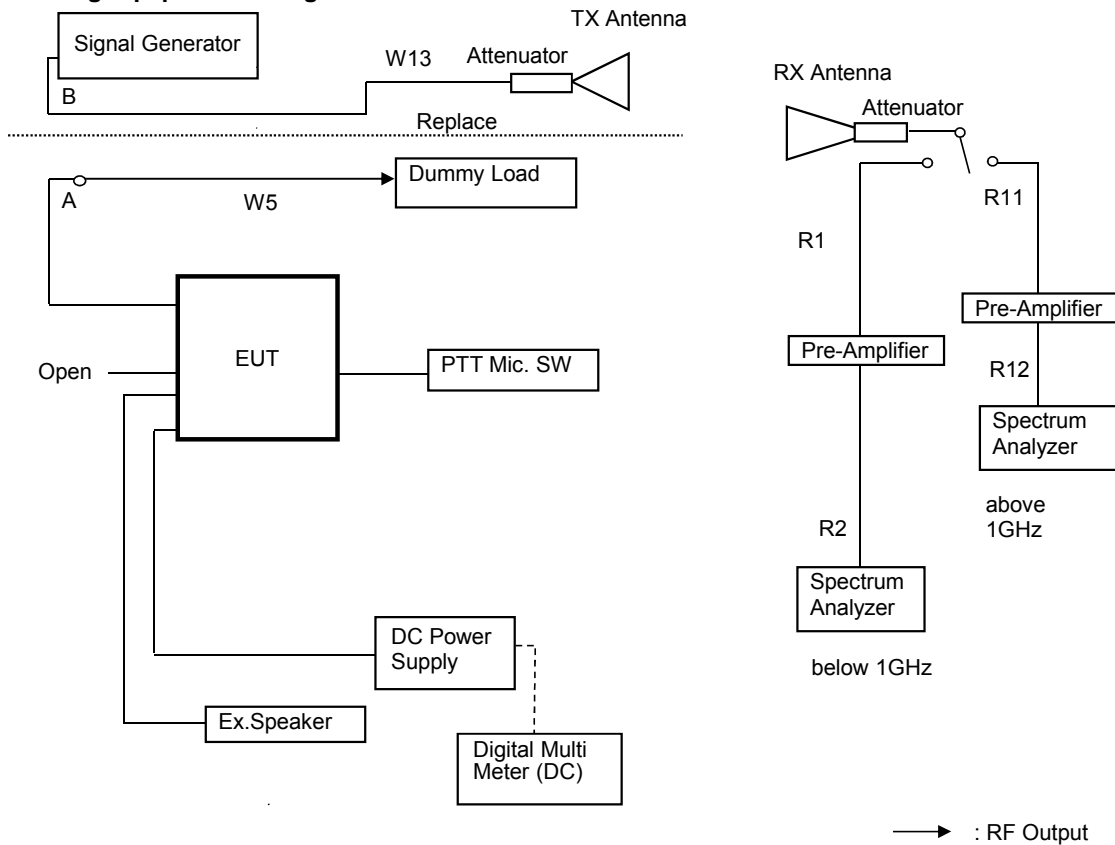 TX Antenna
Signal Generator
W13
Attenuator
B
Replace
RX Antenna
Attenuator
A
W5
Dummy Load
R1
R11
Pre-Amplifier
Pre-Amplifier
R12
Spectrum
Analyzer
above
1GHz
EUT
Open
PTT Mic. SW
R2
Spectrum
Analyzer
below 1GHz
DC Power
Supply
Ex.Speaker
Digital Multi
Meter (DC)
: RF Output